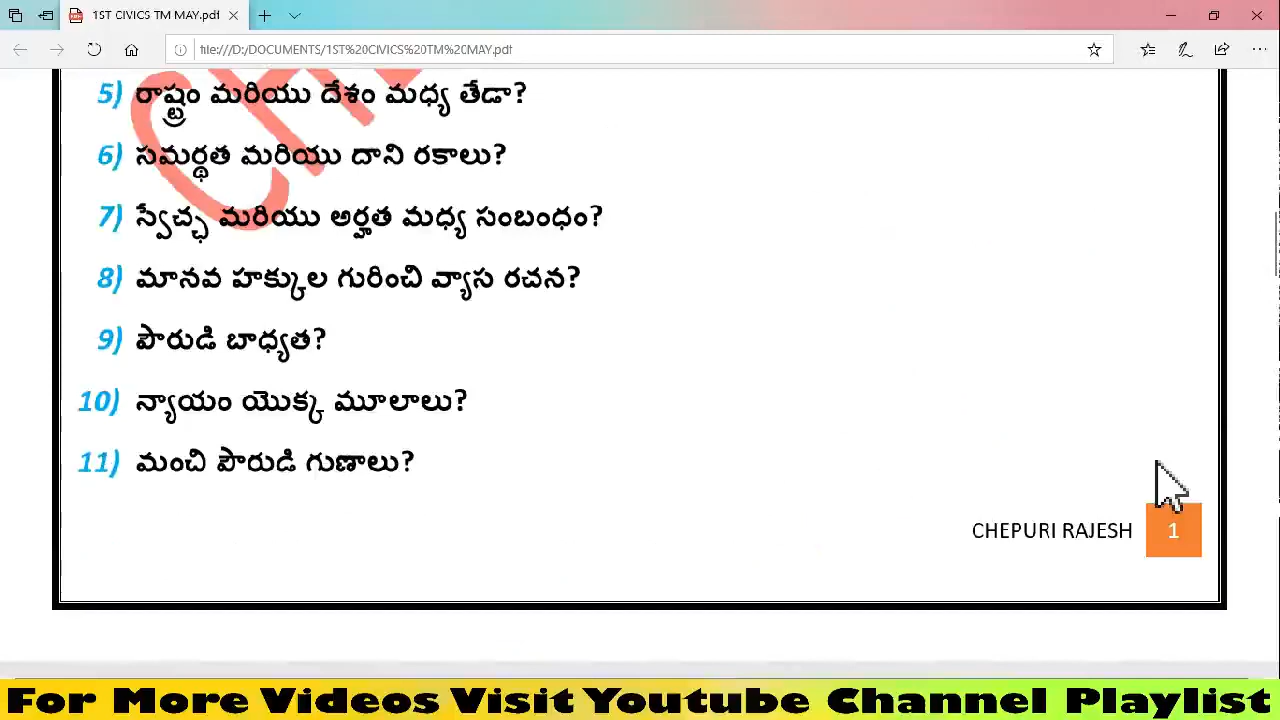 1ST CIVICS TM MAY.pdf
file:///D:/DOCUMENTS/1ST%20CIVICS%20TM%20MAY.pdf
5) రాష్ట్రం మరియు దేశం మధ్య తేడా?
6) సమర్థత మరియు దాని రకాలు?
7) స్వేచ్ఛ మరియు అర్హత మధ్య సంబంధం?
8) మానవ హక్కుల గురించి వ్యాస రచన?
9) పౌరుడి బాధ్యత?
10) న్యాయం యొక్క మూలాలు?
11) మంచి పౌరుడి గుణాలు?
CHEPURI RAJESH 1
For More Videos Visit Youtube Channel Playlist